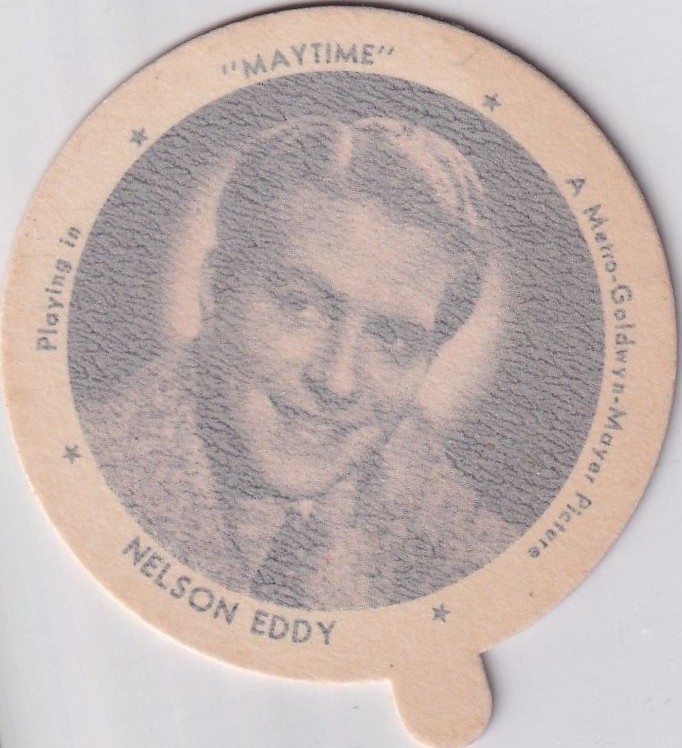 Playing in
"MAYTIME"
A Metro-Goldwyn-Mayer Picture
NELSON EDDY